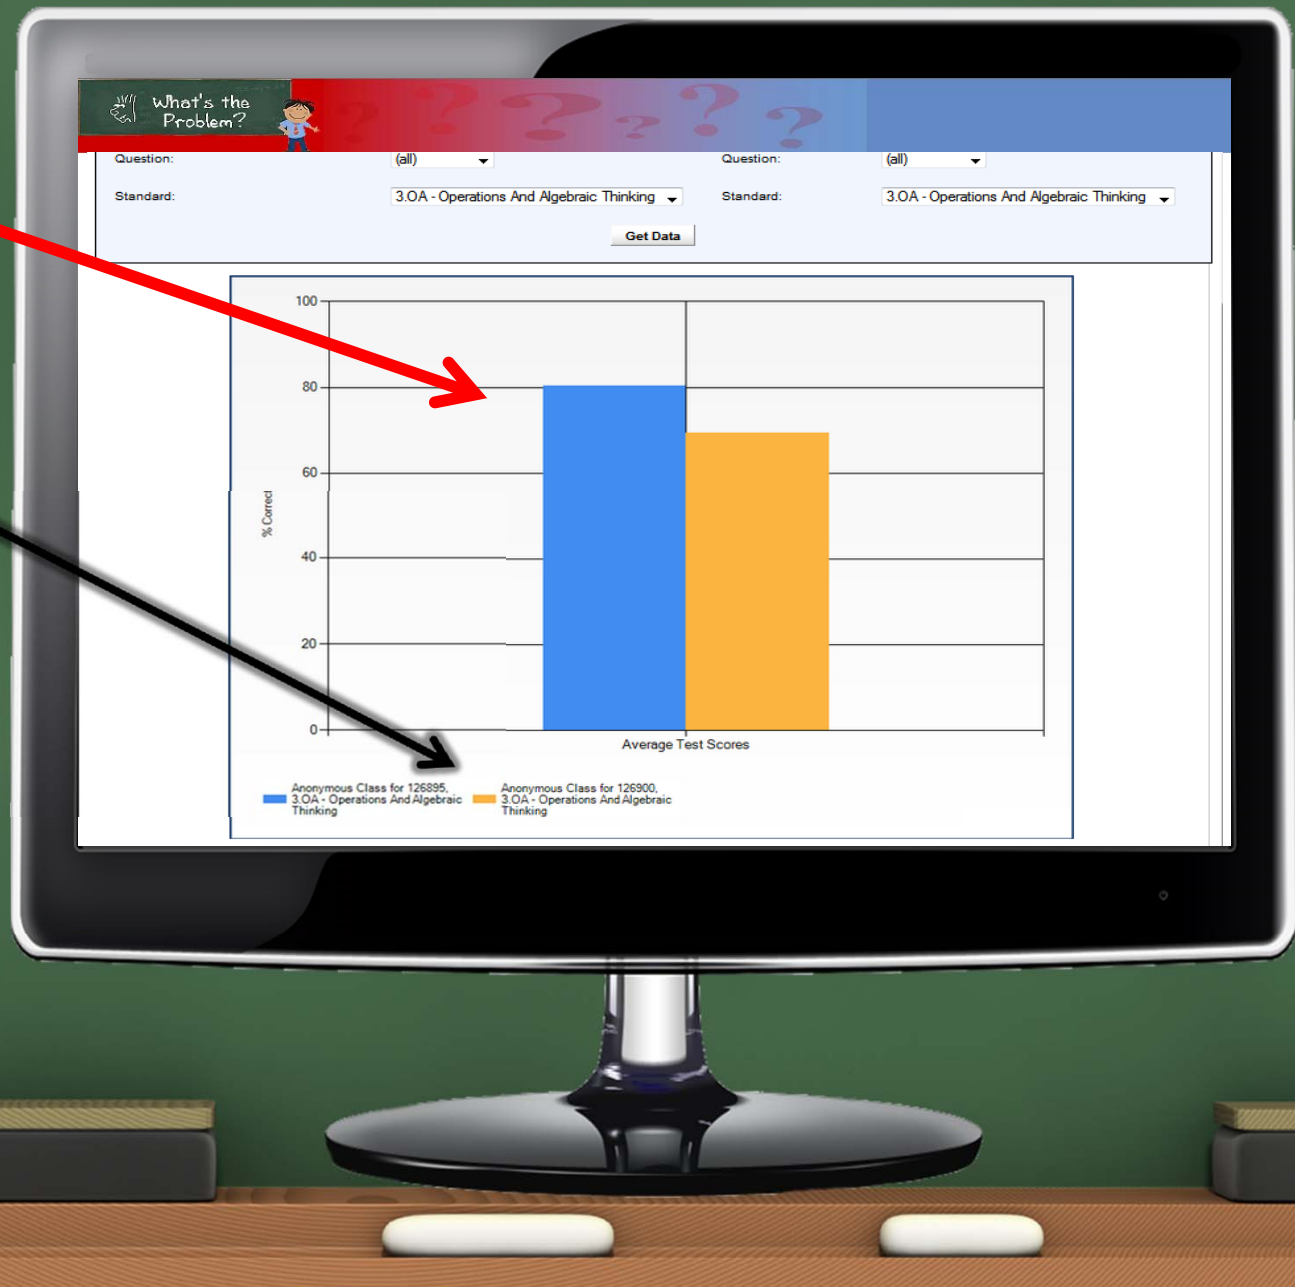 What's the
Problem?
Question: (all) Question: (all)
Standard: 3.OA - Operations And Algebraic Thinking Standard: 3.OA - Operations And Algebraic Thinking
Get Data
100
80
60
40
20
0
% Correct
Average Test Scores
Anonymous Class for 126895,
3.OA - Operations And Algebraic
Thinking
Anonymous Class for 126900,
3.OA - Operations And Algebraic
Thinking